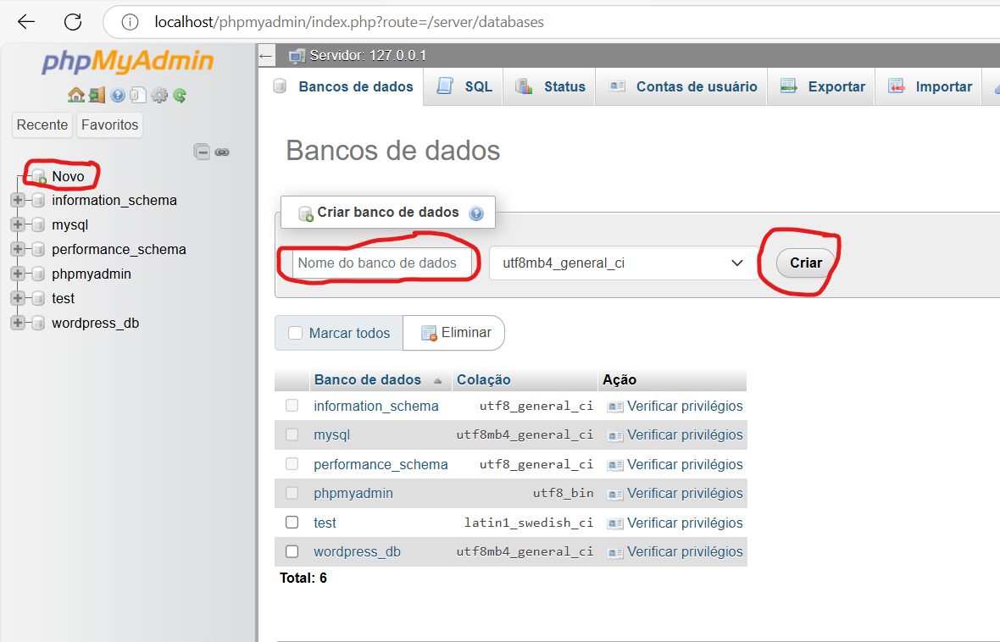 localhost/phpmyadmin/index.php?route=/server/databases
phpMyAdmin
Recente Favoritos
Novo
information_schema
mysql
performance_schema
phpmyadmin
test
wordpress_db
Servidor: 127.0.0.1
Bancos de dados SQL Status Contas de usuário Exportar Importar
Bancos de dados
Criar banco de dados
Nome do banco de dados utf8mb4_general_ci Criar
Marcar todos Eliminar
Banco de dados Colação Ação
information_schema utf8_general_ci Verificar privilégios
mysql utf8mb4_general_ci Verificar privilégios
performance_schema utf8_general_ci Verificar privilégios
phpmyadmin utf8_bin Verificar privilégios
test latin1_swedish_ci Verificar privilégios
wordpress_db utf8mb4_general_ci Verificar privilégios
Total: 6